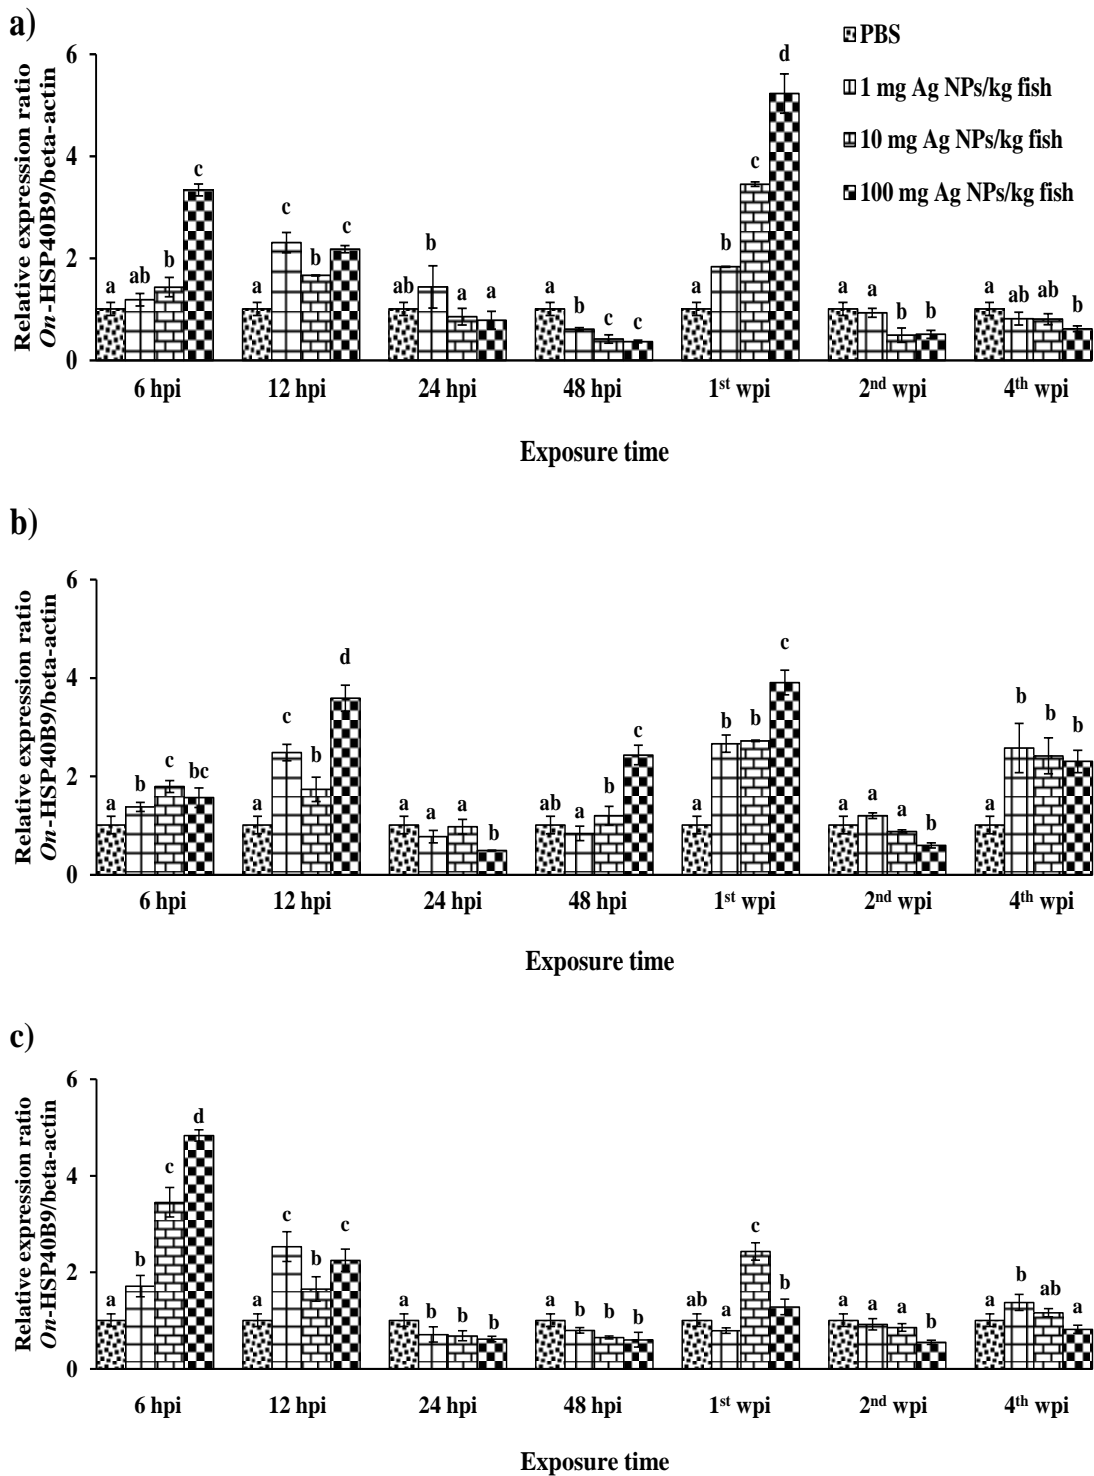 a)
Relative expression ratio
On-HSP40B9/beta-actin
6
4
2
0
PBS
1 mg Ag NPs/kg fish
10 mg Ag NPs/kg fish
100 mg Ag NPs/kg fish
a ab b c
a c b c
ab b a a
a b c c
a b c d
a a b b
a ab ab b
6 hpi 12 hpi 24 hpi 48 hpi 1st wpi 2nd wpi 4th wpi
Exposure time
b)
Relative expression ratio
On-HSP40B9/beta-actin
6
4
2
0
a b c bc
a c b d
a a a b
ab a b c
a b b c
a a a b
a b b b
6 hpi 12 hpi 24 hpi 48 hpi 1st wpi 2nd wpi 4th wpi
Exposure time
c)
Relative expression ratio
On-HSP40B9/beta-actin
6
4
2
0
a b c d
a c b c
a b b b
a b b b
ab a c b
a a a b
a b ab a
6 hpi 12 hpi 24 hpi 48 hpi 1st wpi 2nd wpi 4th wpi
Exposure time